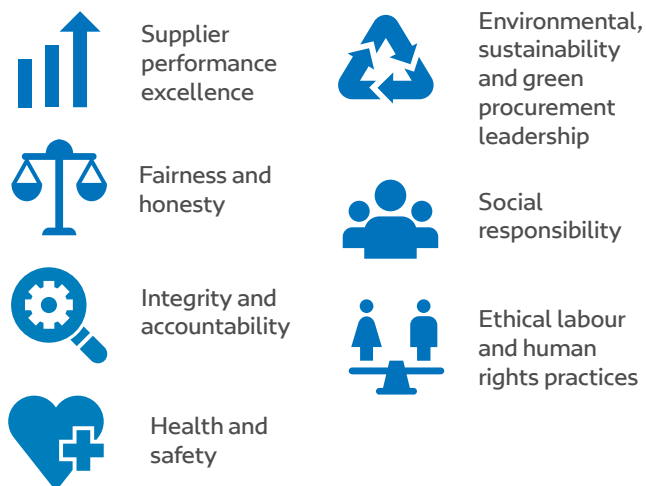 Supplier
performance
excellence
Fairness and
honesty
Integrity and
accountability
Health and
safety
Environmental,
sustainability
and green
procurement
leadership
Social
responsibility
Ethical labour
and human
rights practices